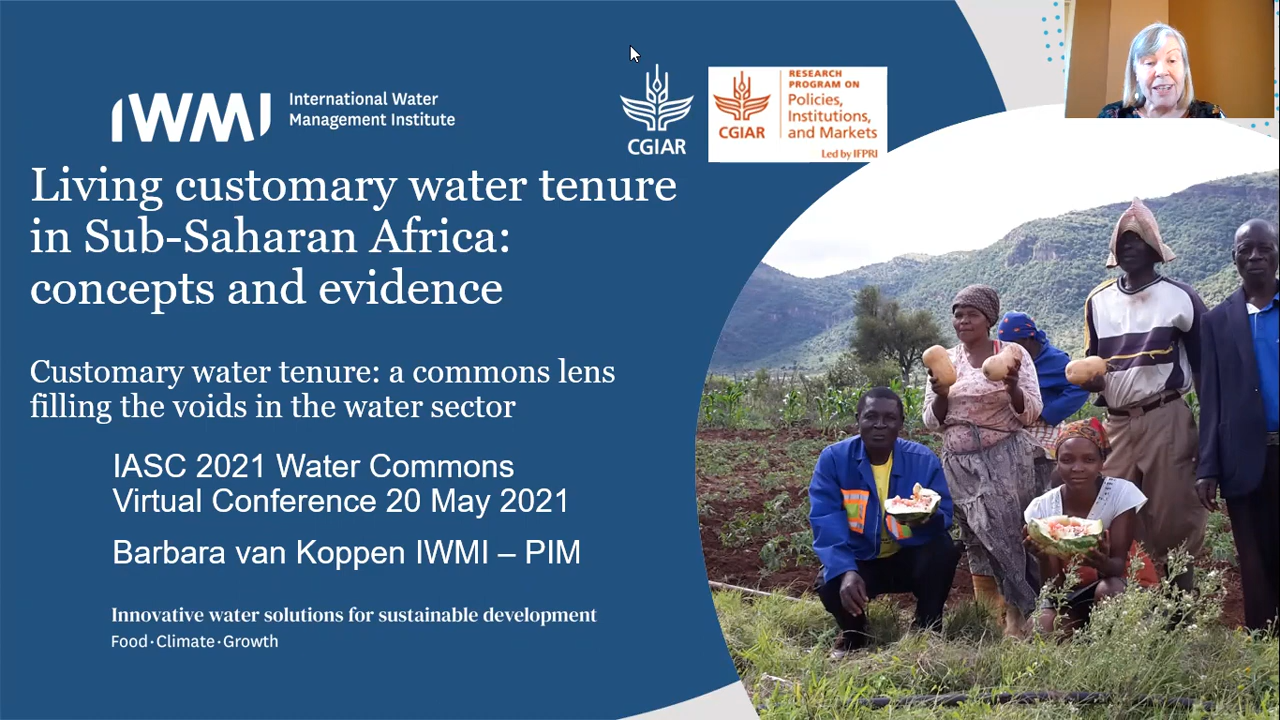 IWMI
International Water
Management Institute
CGIAR
CGIAR
RESEARCH
PROGRAM ON
Policies,
Institutions,
and Markets
Led by IFPRI
Living customary water tenure
in Sub-Saharan Africa:
concepts and evidence
Customary water tenure: a commons lens
filling the voids in the water sector
IASC 2021 Water Commons
Virtual Conference 20 May 2021
Barbara van Koppen IWMI – PIM
Innovative water solutions for sustainable development
Food·Climate·Growth